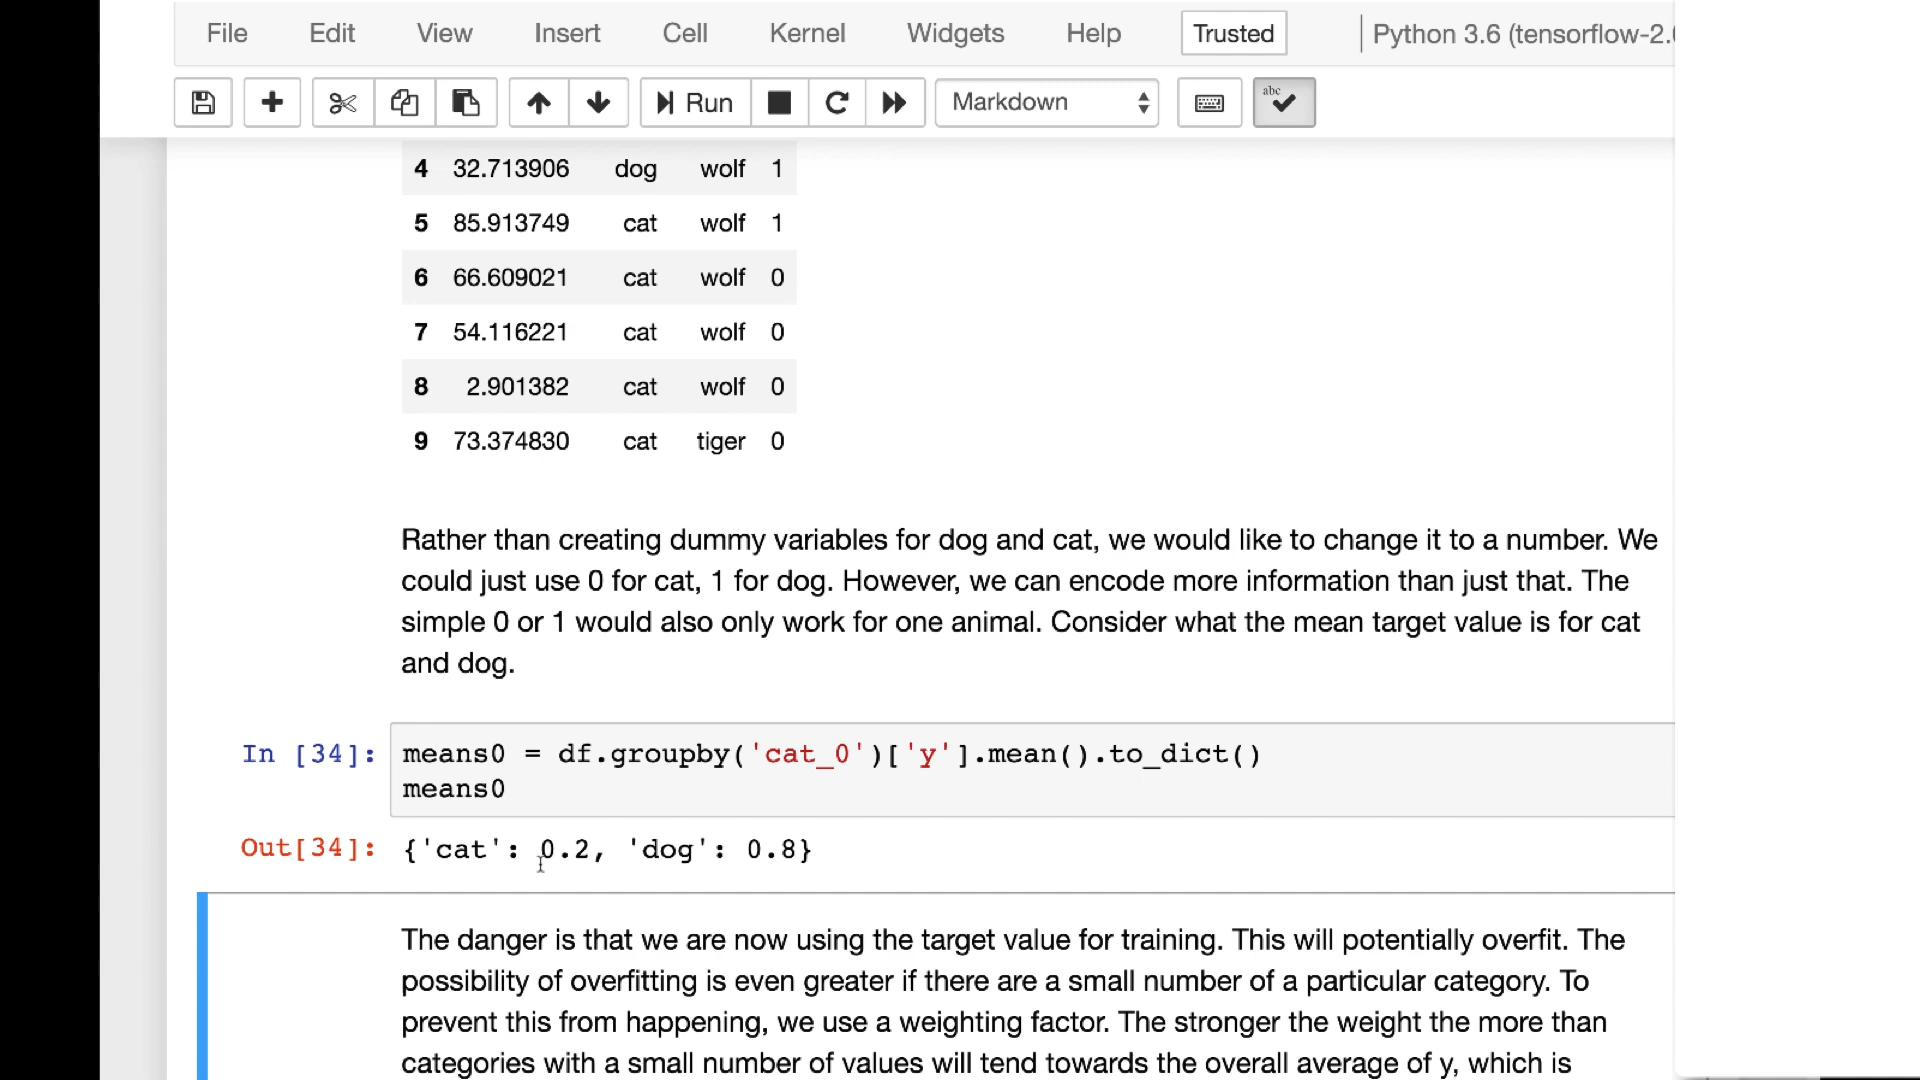 File Edit View Insert Cell Kernel Widgets Help Trusted Python 3.6 (tensorflow-2.
Run Markdown abc
4 32.713906 dog wolf 1
5 85.913749 cat wolf 1
6 66.609021 cat wolf 0
7 54.116221 cat wolf 0
8 2.901382 cat wolf 0
9 73.374830 cat tiger 0
Rather than creating dummy variables for dog and cat, we would like to change it to a number. We
could just use 0 for cat, 1 for dog. However, we can encode more information than just that. The
simple 0 or 1 would also only work for one animal. Consider what the mean target value is for cat
and dog.
In [34]: means0 = df.groupby('cat_0')['y'].mean().to_dict()
means0
Out[34]: {'cat': 0.2, 'dog': 0.8}
The danger is that we are now using the target value for training. This will potentially overfit. The
possibility of overfitting is even greater if there are a small number of a particular category. To
prevent this from happening, we use a weighting factor. The stronger the weight the more than
categories with a small number of values will tend towards the overall average of y, which is